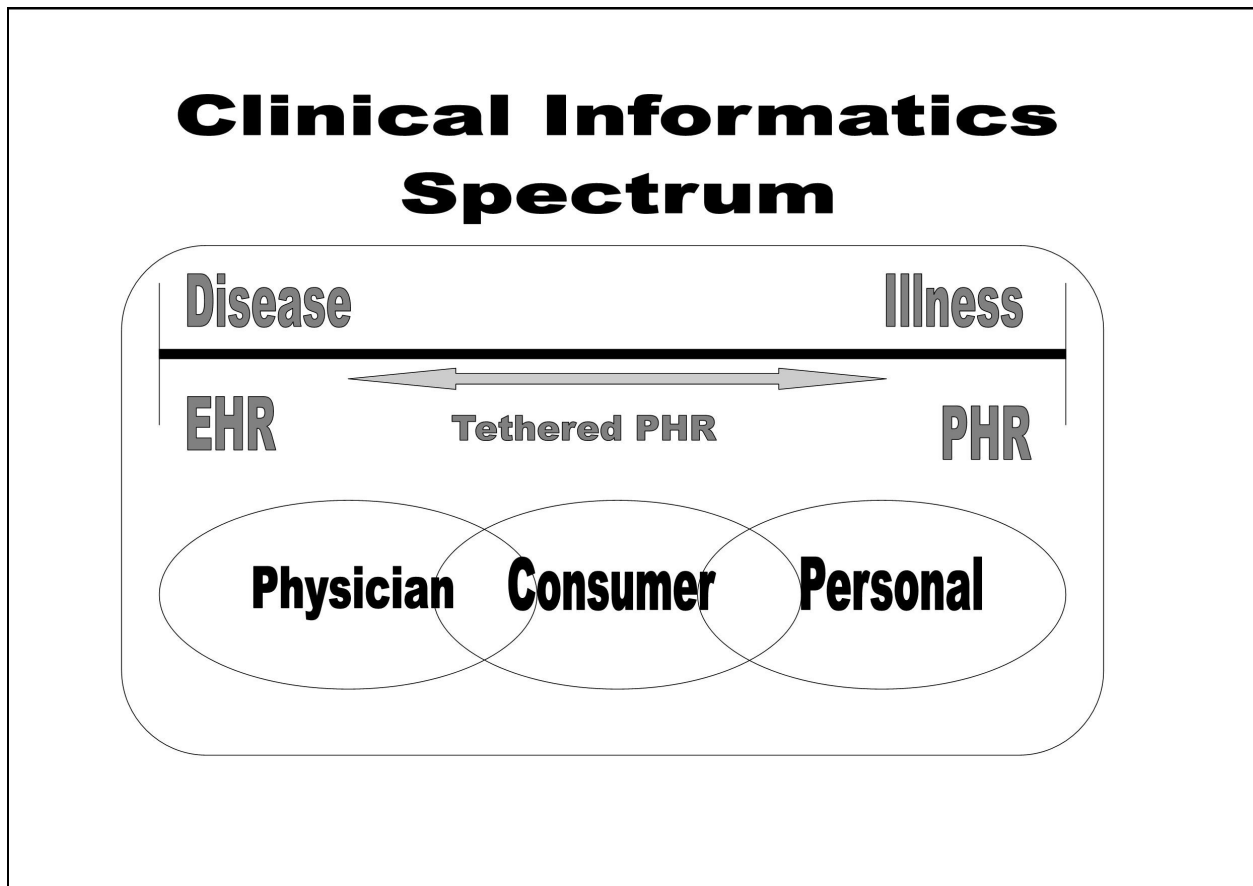 Clinical Informatics
Spectrum
Disease Illness
EHR Tethered PHR PHR
Physician Consumer Personal